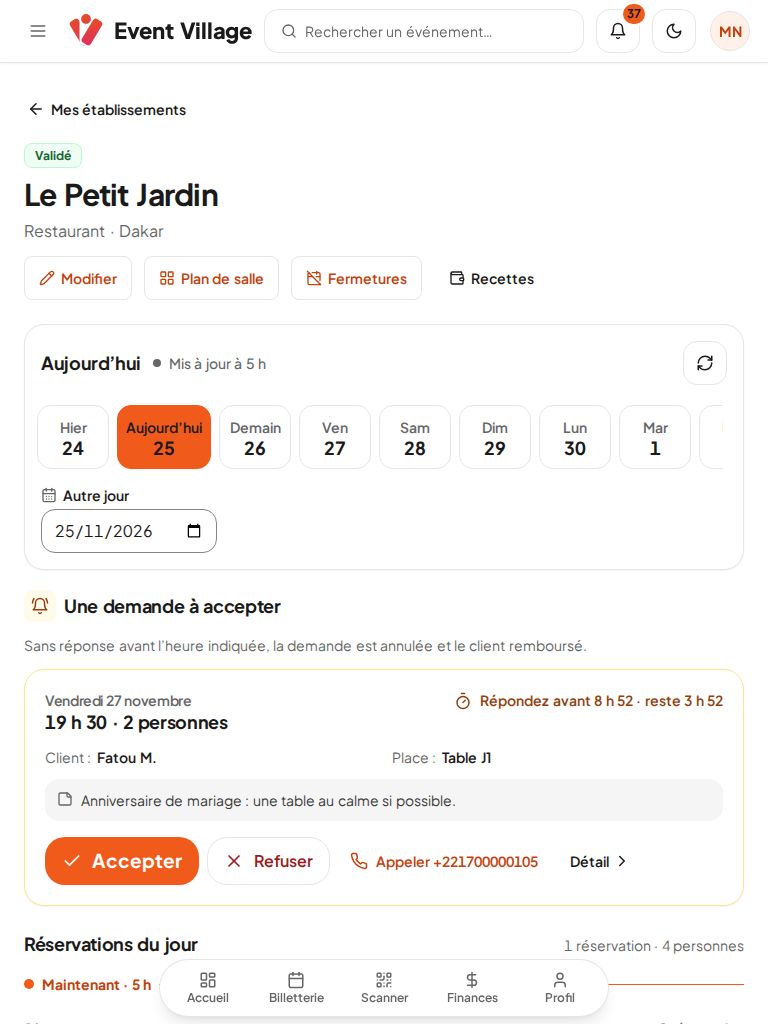 Event Village
Rechercher un événement...
37
MN
Mes établissements
Validé
Le Petit Jardin
Restaurant · Dakar
Modifier
Plan de salle
Fermetures
Recettes
Aujourd'hui
Mis à jour à 5 h
Hier
24
Aujourd'hui
25
Demain
26
Ven
27
Sam
28
Dim
29
Lun
30
Mar
1
Autre jour
25/11/2026
Une demande à accepter
Sans réponse avant l'heure indiquée, la demande est annulée et le client remboursé.
Vendredi 27 novembre
Répondez avant 8 h 52 · reste 3 h 52
19 h 30 · 2 personnes
Client : Fatou M.
Place : Table J1
Anniversaire de mariage : une table au calme si possible.
Accepter
Refuser
Appeler +221700000105
Détail
Réservations du jour
1 réservation · 4 personnes
Maintenant · 5 h
Accueil
Billetterie
Scanner
Finances
Profil